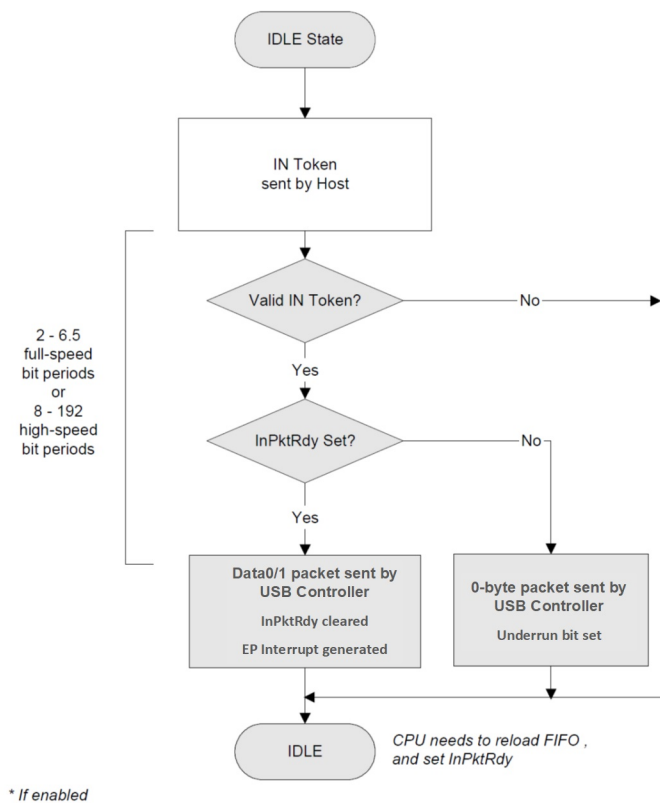 IDLE State
IN Token
sent by Host
Valid IN Token?
No
2 - 6.5
full-speed
bit periods
or
8 - 192
high-speed
bit periods
Yes
InPktRdy Set?
No
Yes
Data0/1 packet sent by
USB Controller
InPktRdy cleared
EP Interrupt generated
0-byte packet sent by
USB Controller
Underrun bit set
IDLE
CPU needs to reload FIFO ,
and set InPktRdy
* If enabled